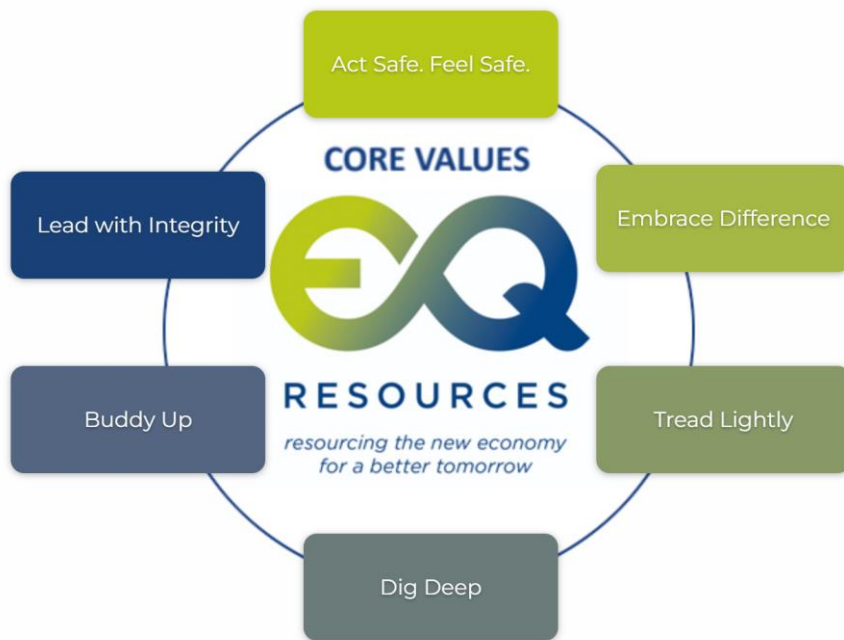 Act Safe. Feel Safe.
CORE VALUES
Lead with Integrity
Embrace Difference
EQ
RESOURCES
Buddy Up
Tread Lightly
resourcing the new economy
for a better tomorrow
Dig Deep